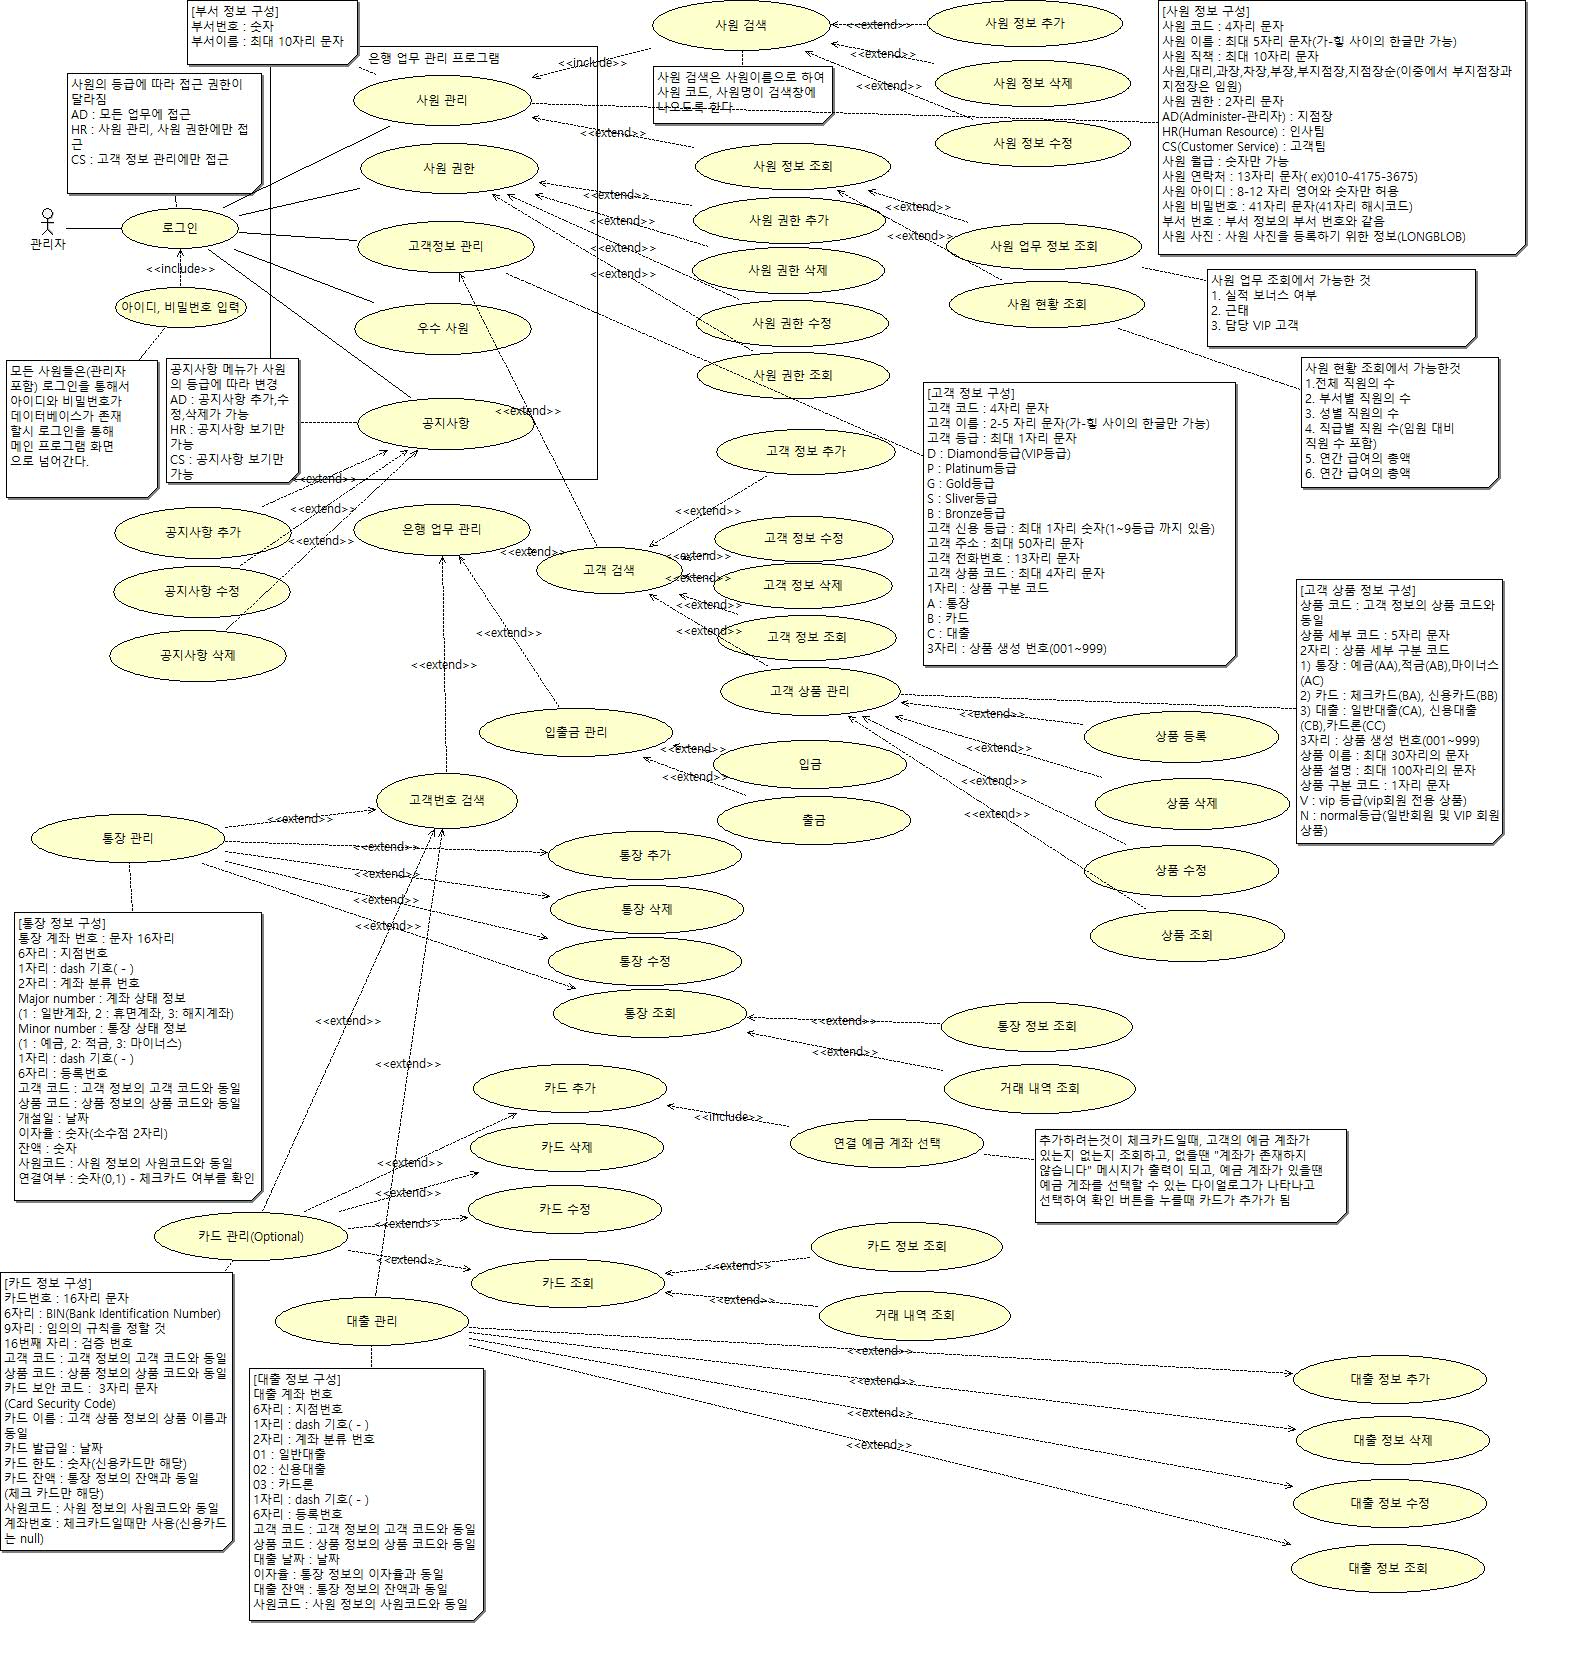 [부서 정보 구성]
부서번호 : 숫자
부서이름 : 최대 10자리 문자
은행 업무 관리 프로그램
사원의 등급에 따라 접근 권한이
달라짐
AD : 모든 업무에 접근
HR : 사원 관리, 사원 권한에만 접
근
CS : 고객 정보 관리에만 접근
관리자
로그인
<<include>>
아이디, 비밀번호 입력
모든 사원들은(관리자
포함) 로그인을 통해서
아이디와 비밀번호가
데이터베이스가 존재
할시 로그인을 통해
메인 프로그램 화면
으로 넘어간다.
공지사항 메뉴가 사원
의 등급에 따라 변경
AD : 공지사항 추가,수
정,삭제가 가능
HR : 공지사항 보기만
가능
CS : 공지사항 보기만
가능
사원 관리
사원 권한
고객정보 관리
우수 사원
공지사항
<<include>>
사원 검색
사원 검색은 사원이름으로 하여
사원 코드, 사원명이 검색창에
나오도록 한다.
<<extend>>
<<extend>>
<<extend>>
사원 정보 추가
사원 정보 삭제
사원 정보 수정
<<extend>>
사원 정보 조회
<<extend>>
<<extend>>
사원 업무 정보 조회
사원 현황 조회
<<extend>>
<<extend>>
<<extend>>
<<extend>>
사원 권한 추가
사원 권한 삭제
사원 권한 수정
사원 권한 조회
[사원 정보 구성]
사원 코드 : 4자리 문자
사원 이름 : 최대 5자리 문자(가-힣 사이의 한글만 가능)
사원 직책 : 최대 10자리 문자
사원,대리,과장,차장,부장,부지점장,지점장순(이중에서 부지점장과
지점장은 임원)
사원 권한 : 2자리 문자
AD(Administer-관리자) : 지점장
HR(Human Resource) : 인사팀
CS(Customer Service) : 고객팀
사원 월급 : 숫자만 가능
사원 연락처 : 13자리 문자( ex)010-4175-3675)
사원 아이디 : 8-12 자리 영어와 숫자만 허용
사원 비밀번호 : 41자리 문자(41자리 해시코드)
부서 번호 : 부서 정보의 부서 번호와 같음
사원 사진 : 사원 사진을 등록하기 위한 정보(LONGBLOB)
사원 업무 조회에서 가능한 것
1. 실적 보너스 여부
2. 근태
3. 담당 VIP 고객
사원 현황 조회에서 가능한것
1.전체 직원의 수
2. 부서별 직원의 수
3. 성별 직원의 수
4. 직급별 직원 수(임원 대비
직원 수 포함)
5. 연간 급여의 총액
6. 연간 급여의 총액
[고객 정보 구성]
고객 코드 : 4자리 문자
고객 이름 : 2-5 자리 문자(가-힣 사이의 한글만 가능)
고객 등급 : 최대 1자리 문자
D : Diamond등급(VIP등급)
P : Platinum등급
G : Gold등급
S : Sliver등급
B : Bronze등급
고객 신용 등급 : 최대 1자리 숫자(1~9등급 까지 있음)
고객 주소 : 최대 50자리 문자
고객 전화번호 : 13자리 문자
고객 상품 코드 : 최대 4자리 문자
1자리 : 상품 구분 코드
A : 통장
B : 카드
C : 대출
3자리 : 상품 생성 번호(001~999)
<<extend>>
<<extend>>
<<extend>>
<<extend>>
공지사항 추가
공지사항 수정
공지사항 삭제
은행 업무 관리
<<extend>>
고객 검색
<<extend>>
<<extend>>
<<extend>>
<<extend>>
<<extend>>
고객 정보 추가
고객 정보 수정
고객 정보 삭제
고객 정보 조회
고객 상품 관리
[고객 상품 정보 구성]
상품 코드 : 고객 정보의 상품 코드와
동일
상품 세부 코드 : 5자리 문자
2자리 : 상품 세부 구분 코드
1) 통장 : 예금(AA),적금(AB),마이너스
(AC)
2) 카드 : 체크카드(BA), 신용카드(BB)
3) 대출 : 일반대출(CA), 신용대출
(CB),카드론(CC)
3자리 : 상품 생성 번호(001~999)
상품 이름 : 최대 30자리의 문자
상품 설명 : 최대 100자리의 문자
상품 구분 코드 : 1자리 문자
V : vip 등급(vip회원 전용 상품)
N : normal등급(일반회원 및 VIP 회원
상품)
<<extend>>
<<extend>>
<<extend>>
<<extend>>
상품 등록
상품 삭제
상품 수정
상품 조회
<<extend>>
<<extend>>
입출금 관리
<<extend>>
<<extend>>
입금
출금
고객번호 검색
통장 관리
<<extend>>
<<extend>>
<<extend>>
<<extend>>
<<extend>>
통장 추가
통장 삭제
통장 수정
통장 조회
<<extend>>
<<extend>>
통장 정보 조회
거래 내역 조회
[통장 정보 구성]
통장 계좌 번호 : 문자 16자리
6자리 : 지점번호
1자리 : dash 기호( - )
2자리 : 계좌 분류 번호
Major number : 계좌 상태 정보
(1 : 일반계좌, 2 : 휴면계좌, 3: 해지계좌)
Minor number : 통장 상태 정보
(1 : 예금, 2: 적금, 3: 마이너스)
1자리 : dash 기호( - )
6자리 : 등록번호
고객 코드 : 고객 정보의 고객 코드와 동일
상품 코드 : 상품 정보의 상품 코드와 동일
개설일 : 날짜
이자율 : 숫자(소수점 2자리)
잔액 : 숫자
사원코드 : 사원 정보의 사원코드와 동일
연결여부 : 숫자(0,1) - 체크카드 여부를 확인
<<extend>>
<<extend>>
카드 추가
카드 삭제
카드 수정
카드 조회
<<include>>
연결 예금 계좌 선택
추가하려는것이 체크카드일때, 고객의 예금 계좌가
있는지 없는지 조회하고, 없을땐 "계좌가 존재하지
않습니다" 메시지가 출력이 되고, 예금 계좌가 있을땐
예금 계좌를 선택할 수 있는 다이얼로그가 나타나고
선택하여 확인 버튼을 누를때 카드가 추가가 됨
<<extend>>
<<extend>>
<<extend>>
<<extend>>
카드 관리(Optional)
<<extend>>
<<extend>>
카드 정보 조회
거래 내역 조회
[카드 정보 구성]
카드번호 : 16자리 문자
6자리 : BIN(Bank Identification Number)
9자리 : 임의의 규칙을 정할 것
16번째 자리 : 검증 번호
고객 코드 : 고객 정보의 고객 코드와 동일
상품 코드 : 상품 정보의 상품 코드와 동일
카드 보안 코드 : 3자리 문자
(Card Security Code)
카드 이름 : 고객 상품 정보의 상품 이름과
동일
카드 발급일 : 날짜
카드 한도 : 숫자(신용카드만 해당)
카드 잔액 : 통장 정보의 잔액과 동일
(체크 카드만 해당)
사원코드 : 사원 정보의 사원코드와 동일
계좌번호 : 체크카드일때만 사용(신용카드
는 null)
대출 관리
[대출 정보 구성]
대출 계좌 번호
6자리 : 지점번호
1자리 : dash 기호( - )
2자리 : 계좌 분류 번호
01 : 일반대출
02 : 신용대출
03 : 카드론
1자리 : dash 기호( - )
6자리 : 등록번호
고객 코드 : 고객 정보의 고객 코드와 동일
상품 코드 : 상품 정보의 상품 코드와 동일
대출 날짜 : 날짜
이자율 : 통장 정보의 이자율과 동일
대출 잔액 : 통장 정보의 잔액과 동일
사원코드 : 사원 정보의 사원코드와 동일
<<extend>>
<<extend>>
<<extend>>
<<extend>>
대출 정보 추가
대출 정보 삭제
대출 정보 수정
대출 정보 조회